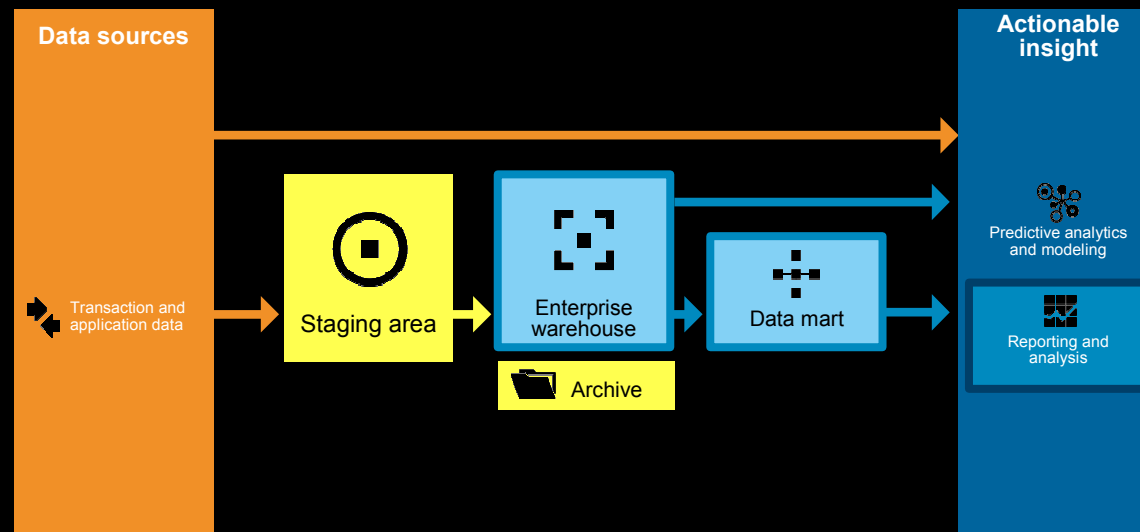 Data sources
Actionable
insight
Predictive analytics
and modeling
Transaction and
application data
Staging area
Enterprise
warehouse
Data mart
Reporting and
analysis
Archive